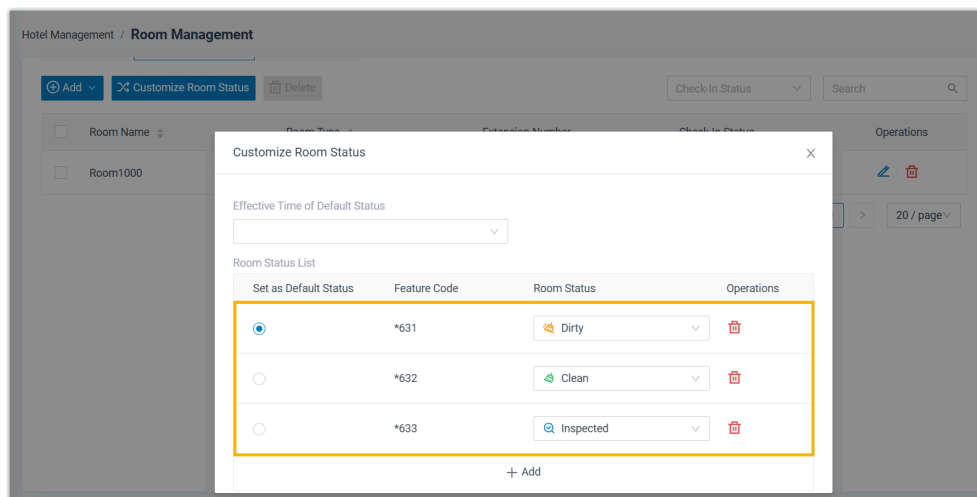 Hotel Management / Room Management
Add Customize Room Status Delete Check-In Status Search
Room Name Room Type Extension Number Check-In Status Operations
Room1000
20 / page
Customize Room Status
Effective Time of Default Status
Room Status List
Set as Default Status Feature Code Room Status Operations
*631 Dirty
*632 Clean
*633 Inspected
+ Add